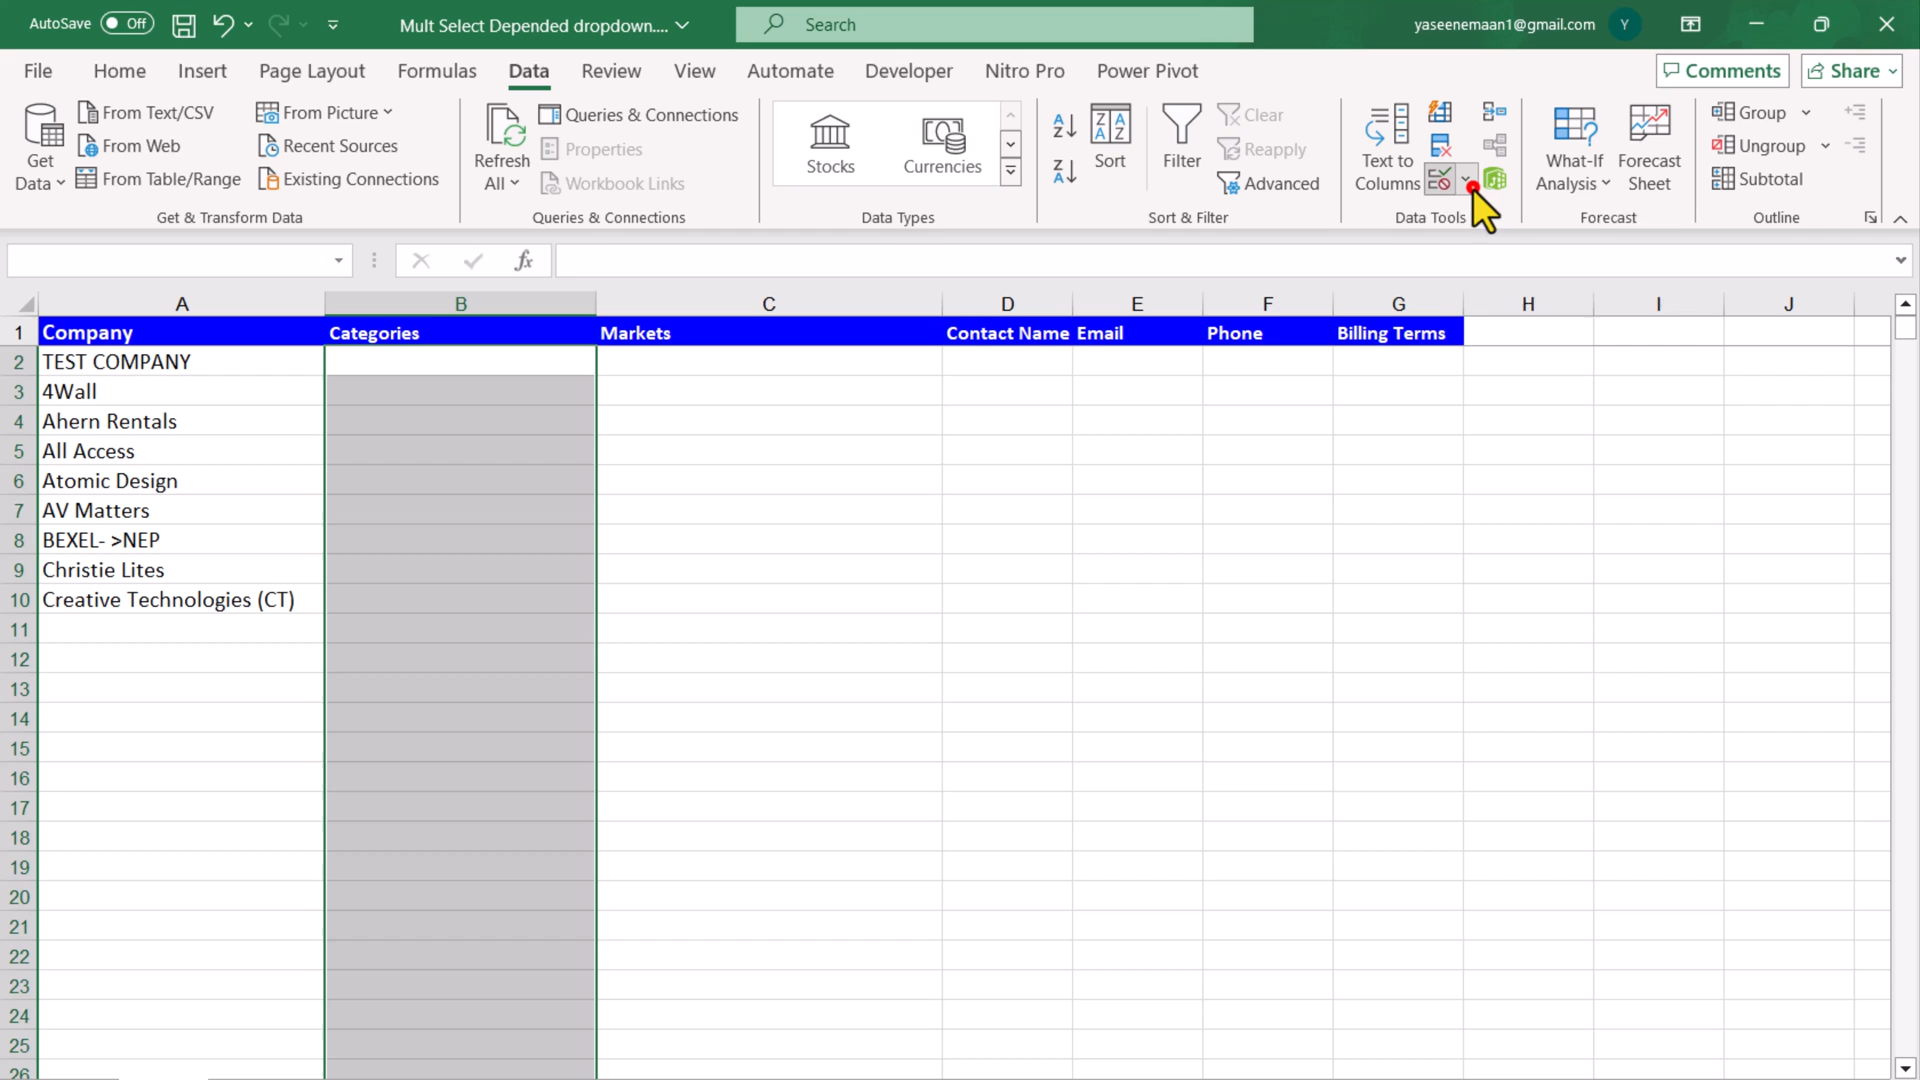 AutoSave Off Mult Select Depended dropdown.... Search yaseenemaan1@gmail.com Y
File Home Insert Page Layout Formulas Data Review View Automate Developer Nitro Pro Power Pivot Comments Share
Get Data
From Text/CSV
From Web
From Table/Range
From Picture
Recent Sources
Existing Connections
Get & Transform Data
Refresh All
Queries & Connections
Properties
Workbook Links
Queries & Connections
Stocks
Currencies
Data Types
Sort
Filter
Clear
Reapply
Advanced
Sort & Filter
Text to Columns
Data Tools
What-If Analysis
Forecast Sheet
Forecast
Group
Ungroup
Subtotal
Outline
fx
A B C D E F G H I J
1 Company Categories Markets Contact Name Email Phone Billing Terms
2 TEST COMPANY
3 4Wall
4 Ahern Rentals
5 All Access
6 Atomic Design
7 AV Matters
8 BEXEL- >NEP
9 Christie Lites
10 Creative Technologies (CT)
11
12
13
14
15
16
17
18
19
20
21
22
23
24
25
26